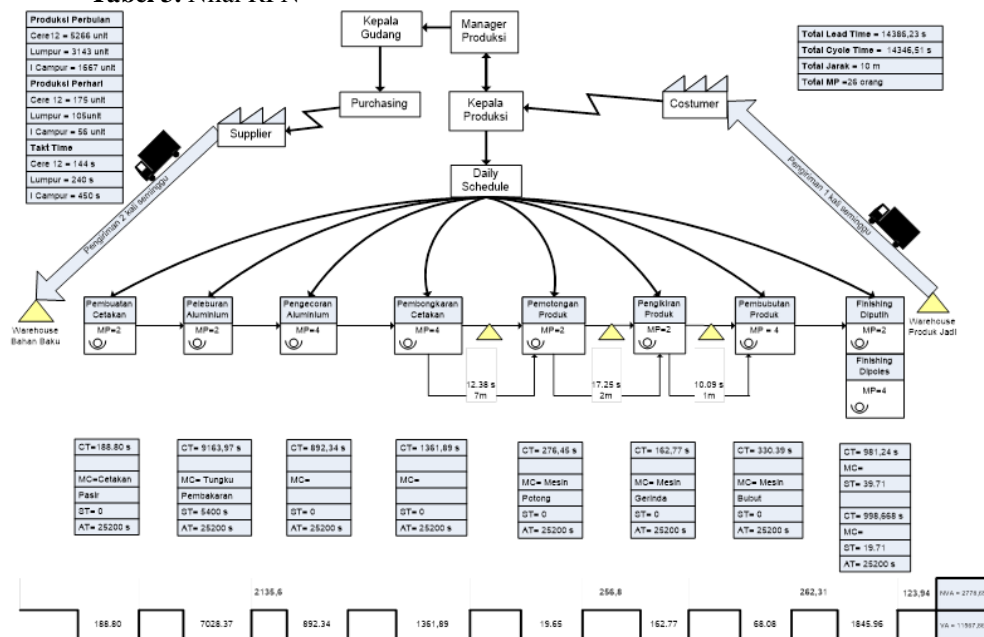 Tabel 5. Nilai RPN
Produksi Perbulan
Cere12 = 5266 unit
Lumpur = 3143 unit
I Campur = 1667 unit
Produksi Perhari
Cere 12 = 175 unit
Lumpur = 105unit
I Campur = 56 unit
Takt Time
Cere 12 = 144 s
Lumpur = 240 s
I Campur = 450 s
Kepala Gudang
Manager Produksi
Purchasing
Kepala Produksi
Supplier
Costumer
Daily Schedule
Total Lead Time = 14386,23 s
Total Cycle Time = 14346,51 s
Total Jarak = 10 m
Total MP =26 orang
Pengiriman 2 kali seminggu
Pengiriman 1 kali seminggu
Warehouse Bahan Baku
Pembuatan Cetakan
MP=2
Peleburan Aluminium
MP=2
Pengecoran Aluminium
MP=4
Pembongkaran Cetakan
MP=4
Pemotongan Produk
MP=2
Pengikiran Produk
MP=2
Pembubutan Produk
MP = 4
Finishing Diputih
MP=2
Finishing Dipoles
MP=4
Warehouse Produk Jadi
12.38 s
7m
17.25 s
2m
10.09 s
1m
CT=188.80 s
MC=Cetakan
Pasir
ST= 0
AT= 25200 s
CT= 9163,97 s
MC= Tungku
Pembakaran
ST= 5400 s
AT= 25200 s
CT= 892,34 s
MC=
ST= 0
AT= 25200 s
CT= 1361,89 s
MC=
ST= 0
AT= 25200 s
CT= 276,45 s
MC= Mesin
Potong
ST= 0
AT= 25200 s
CT= 162,77 s
MC= Mesin
Gerinda
ST= 0
AT= 25200 s
CT= 330.39 s
MC= Mesin
Bubut
ST= 0
AT= 25200 s
CT= 981,24 s
MC=
ST= 39.71
CT= 998,668 s
MC=
ST= 19.71
AT= 25200 s
2135,6
256,8
262,31
123,94
188.80
7028.37
892.34
1361,89
19.65
162.77
68.08
1845.96